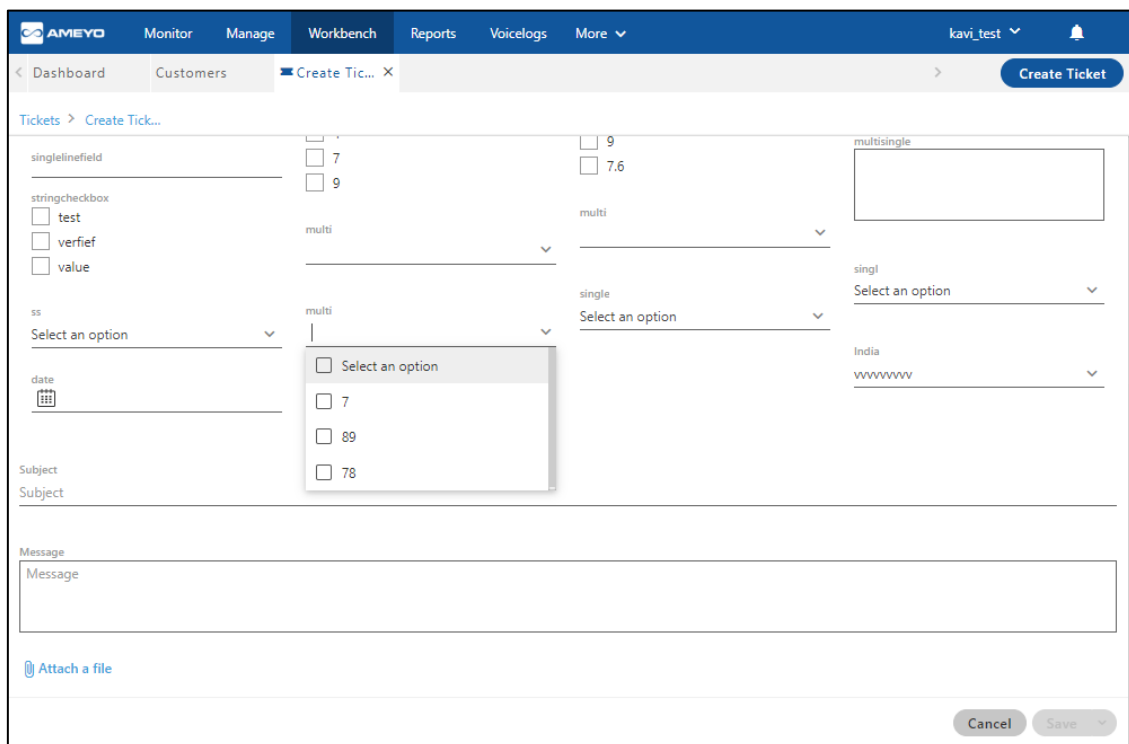 AMEYO Monitor Manage Workbench Reports Voicelogs More kavi_test
Dashboard Customers Create Tic... Create Ticket
Tickets > Create Tick...
singlelinefield
stringcheckbox
test
verfief
value
ss
Select an option
date
7
9
multi
multi
Select an option
7
89
78
9
7.6
multi
single
Select an option
multisingle
singl
Select an option
India
vvvvvvvvv
Subject
Subject
Message
Message
Attach a file
Cancel Save